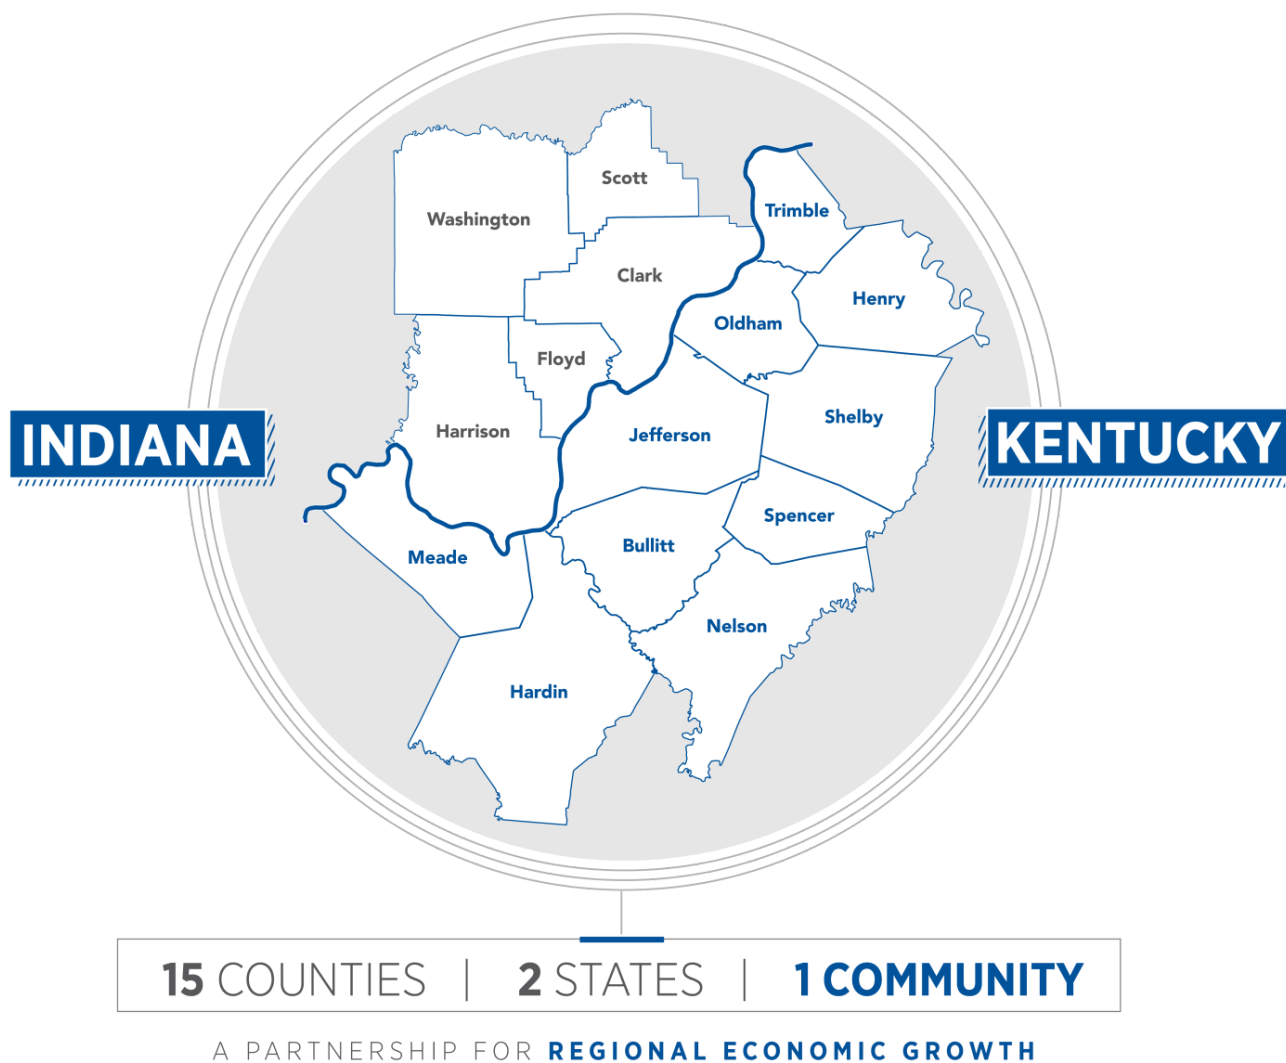 Scott
Trimble
Washington
Clark
Henry
Oldham
Floyd
Shelby
Harrison
Jefferson
INDIANA
KENTUCKY
Spencer
Bullitt
Meade
Nelson
Hardin
15 COUNTIES | 2 STATES | 1 COMMUNITY
A PARTNERSHIP FOR REGIONAL ECONOMIC GROWTH